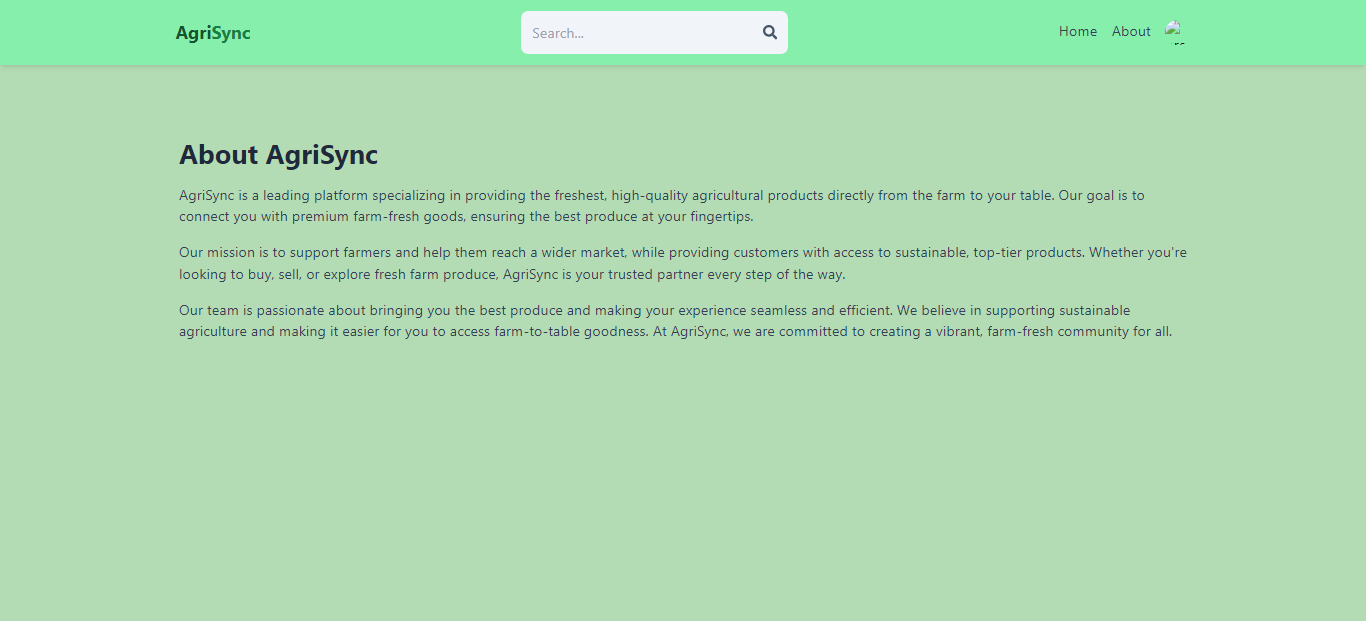 AgriSync
Search...
Home
About
About AgriSync
AgriSync is a leading platform specializing in providing the freshest, high-quality agricultural products directly from the farm to your table. Our goal is to
connect you with premium farm-fresh goods, ensuring the best produce at your fingertips.
Our mission is to support farmers and help them reach a wider market, while providing customers with access to sustainable, top-tier products. Whether you're
looking to buy, sell, or explore fresh farm produce, AgriSync is your trusted partner every step of the way.
Our team is passionate about bringing you the best produce and making your experience seamless and efficient. We believe in supporting sustainable
agriculture and making it easier for you to access farm-to-table goodness. At AgriSync, we are committed to creating a vibrant, farm-fresh community for all.